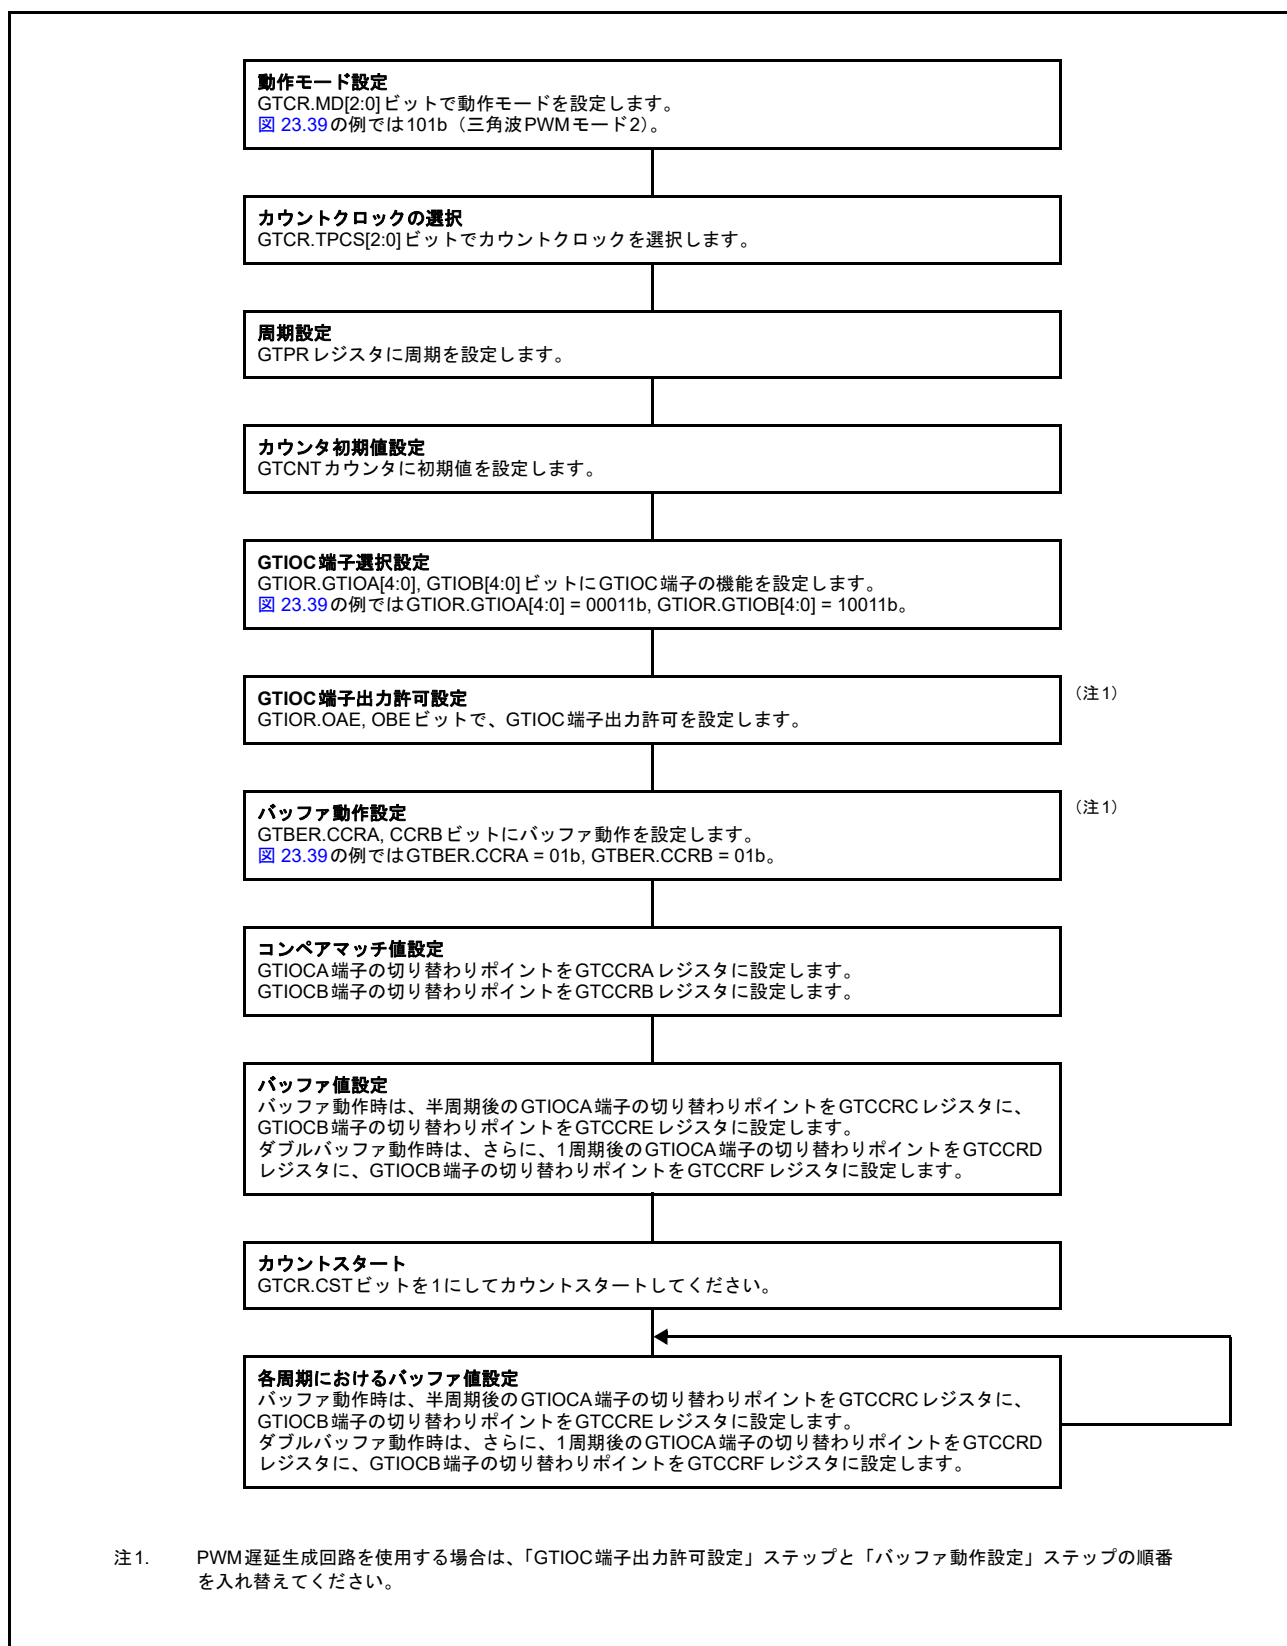 動作モード設定
GTCR.MD[2:0]ビットで動作モードを設定します。
図 23.39の例では101b（三角波PWMモード2）。
カウントクロックの選択
GTCR.TPCS[2:0]ビットでカウントクロックを選択します。
周期設定
GTPRレジスタに周期を設定します。
カウンタ初期値設定
GTCNTカウンタに初期値を設定します。
GTIOC端子選択設定
GTIOR.GTIOA[4:0], GTIOB[4:0]ビットにGTIOC端子の機能を設定します。
図 23.39の例ではGTIOR.GTIOA[4:0] = 00011b, GTIOR.GTIOB[4:0] = 10011b。
GTIOC端子出力許可設定
GTIOR.OAE, OBEビットで、GTIOC端子出力許可を設定します。
（注1）
バッファ動作設定
GTBER.CCRA, CCRBビットにバッファ動作を設定します。
図 23.39の例ではGTBER.CCRA = 01b, GTBER.CCRB = 01b。
（注1）
コンペアマッチ値設定
GTIOCA端子の切り替わりポイントをGTCCRAレジスタに設定します。
GTIOCB端子の切り替わりポイントをGTCCRBレジスタに設定します。
バッファ値設定
バッファ動作時は、半周期後のGTIOCA端子の切り替わりポイントをGTCCRCレジスタに、
GTIOCB端子の切り替わりポイントをGTCCREレジスタに設定します。
ダブルバッファ動作時は、さらに、1周期後のGTIOCA端子の切り替わりポイントをGTCCRD
レジスタに、GTIOCB端子の切り替わりポイントをGTCCRFレジスタに設定します。
カウントスタート
GTCR.CSTビットを1にしてカウントスタートしてください。
各周期におけるバッファ値設定
バッファ動作時は、半周期後のGTIOCA端子の切り替わりポイントをGTCCRCレジスタに、
GTIOCB端子の切り替わりポイントをGTCCREレジスタに設定します。
ダブルバッファ動作時は、さらに、1周期後のGTIOCA端子の切り替わりポイントをGTCCRD
レジスタに、GTIOCB端子の切り替わりポイントをGTCCRFレジスタに設定します。
注1. PWM遅延生成回路を使用する場合は、「GTIOC端子出力許可設定」ステップと「バッファ動作設定」ステップの順番
を入れ替えてください。